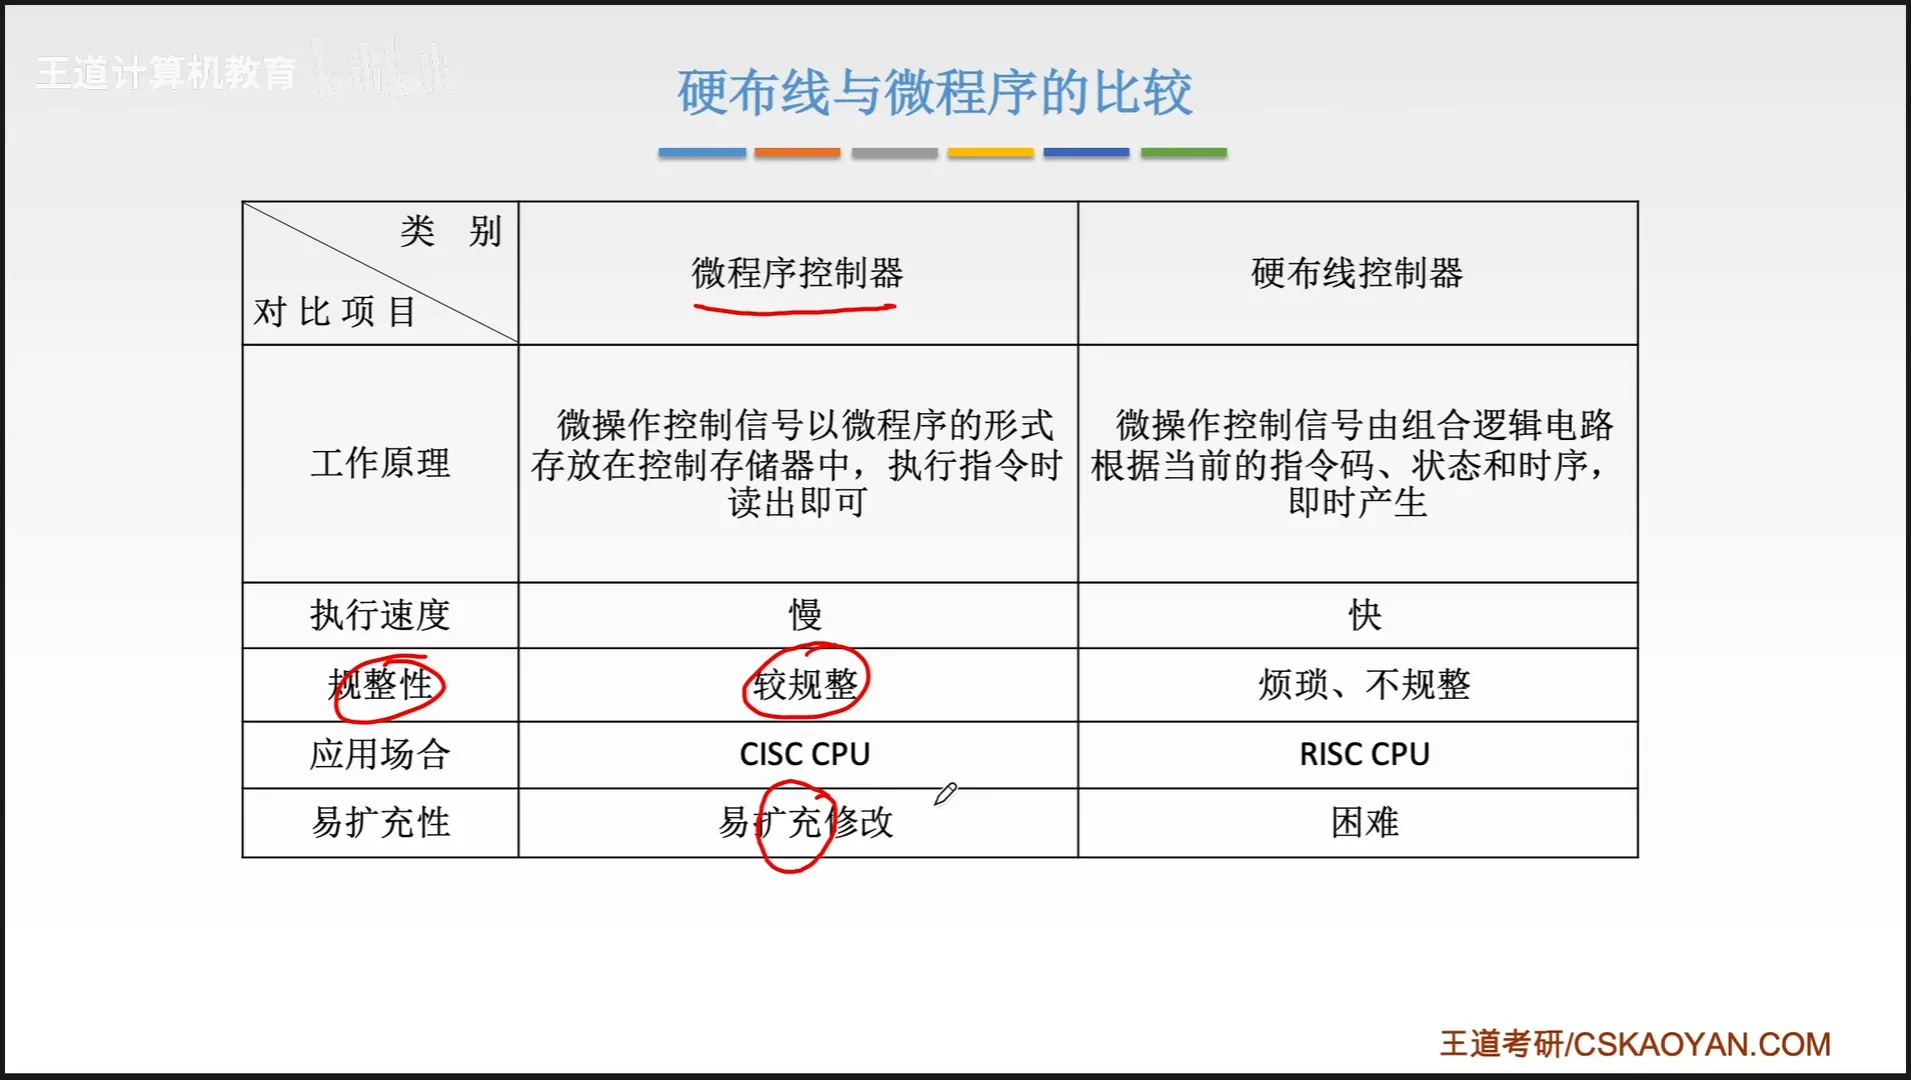 王道计算机教育 bilibili
硬布线与微程序的比较
类 别
对比项目
微程序控制器
硬布线控制器
工作原理
微操作控制信号以微程序的形式
存放在控制存储器中，执行指令时
读出即可
微操作控制信号由组合逻辑电路
根据当前的指令码、状态和时序，
即时产生
执行速度
慢
快
规整性
较规整
烦琐、不规整
应用场合
CISC CPU
RISC CPU
易扩充性
易扩充修改
困难
王道考研/CSKAOYAN.COM